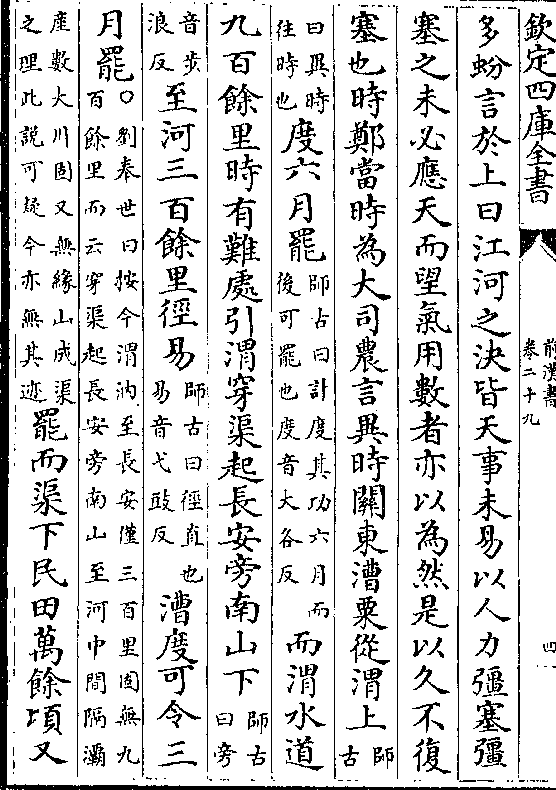 欽定四庫全書
前漢書
卷二十九
四
多蚡言於上曰江河之決皆天事未易以人力彊塞彊
塞之未必應天而望氣用數者亦以為然是以久不復
塞也時鄭當時為大司農言異時關東漕粟從渭上師古
曰異時往時也度六月罷師古曰計度其功六月而後可罷也度音大各反而渭水道
九百餘里時有難處引渭穿渠起長安旁南山下師古曰旁
音步浪反至河三百餘里徑易師古曰徑直也易音弋豉反漕度可令三
月罷○劉奉世曰按今渭汭至長安僅三百里固無九百餘里而云穿渠起長安旁南山至河中間隔灞
産數大川固又無緣山成渠之理此說可疑今亦無其迹罷而渠下民田萬餘頃又